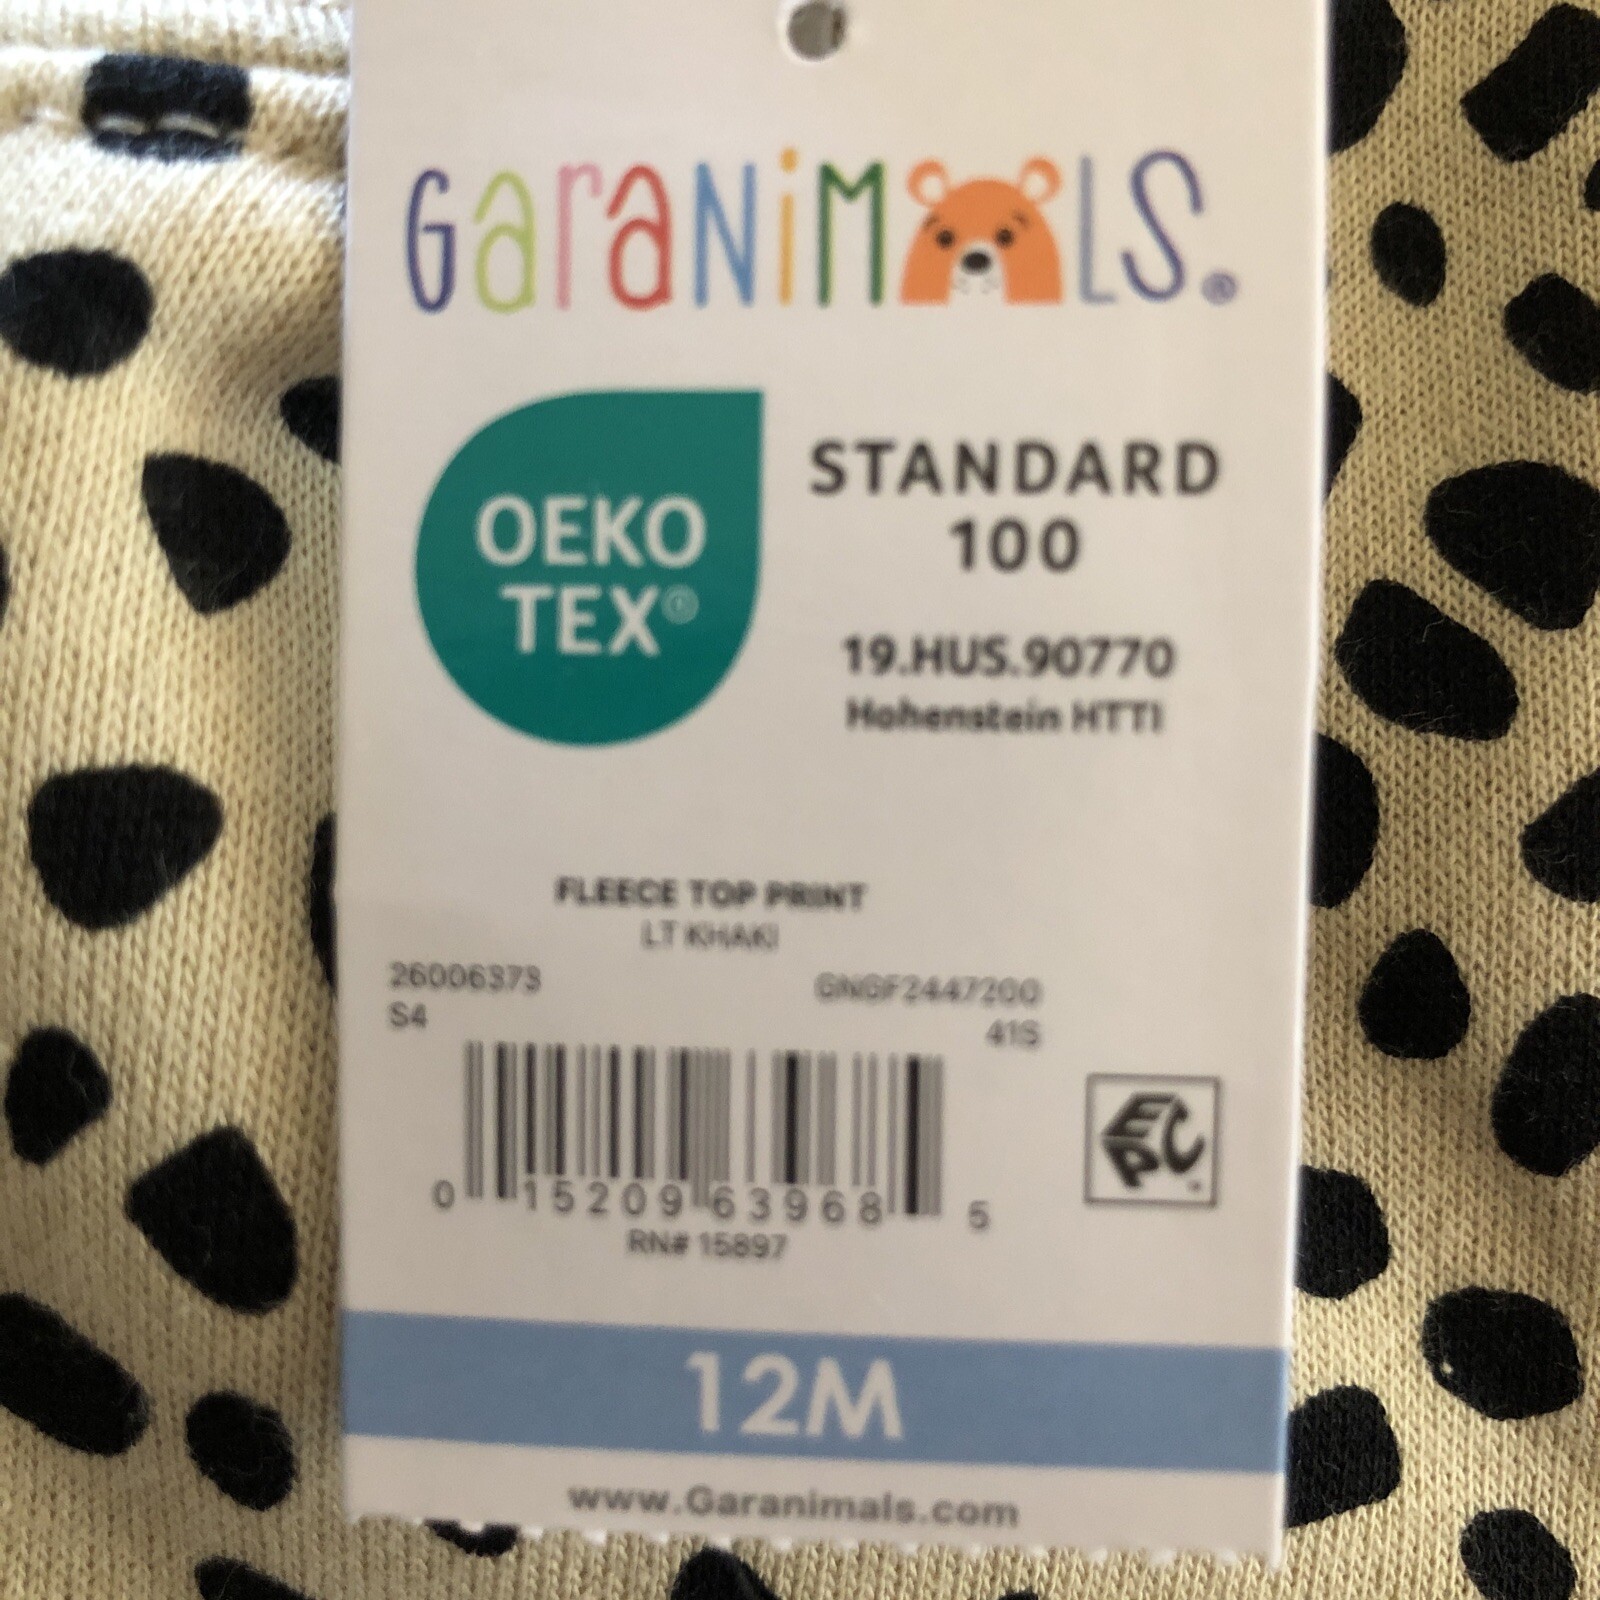 GaraNiMALS®
OEKO
TEX®
STANDARD
100
19.HUS.90770
Hohenstein HTTI
FLEECE TOP PRINT
LT KHAKI
26006373 GNGF2447200
S4 41S
0 15209 63968 5
EPC
RN# 15897
12M
www.Garanimals.com